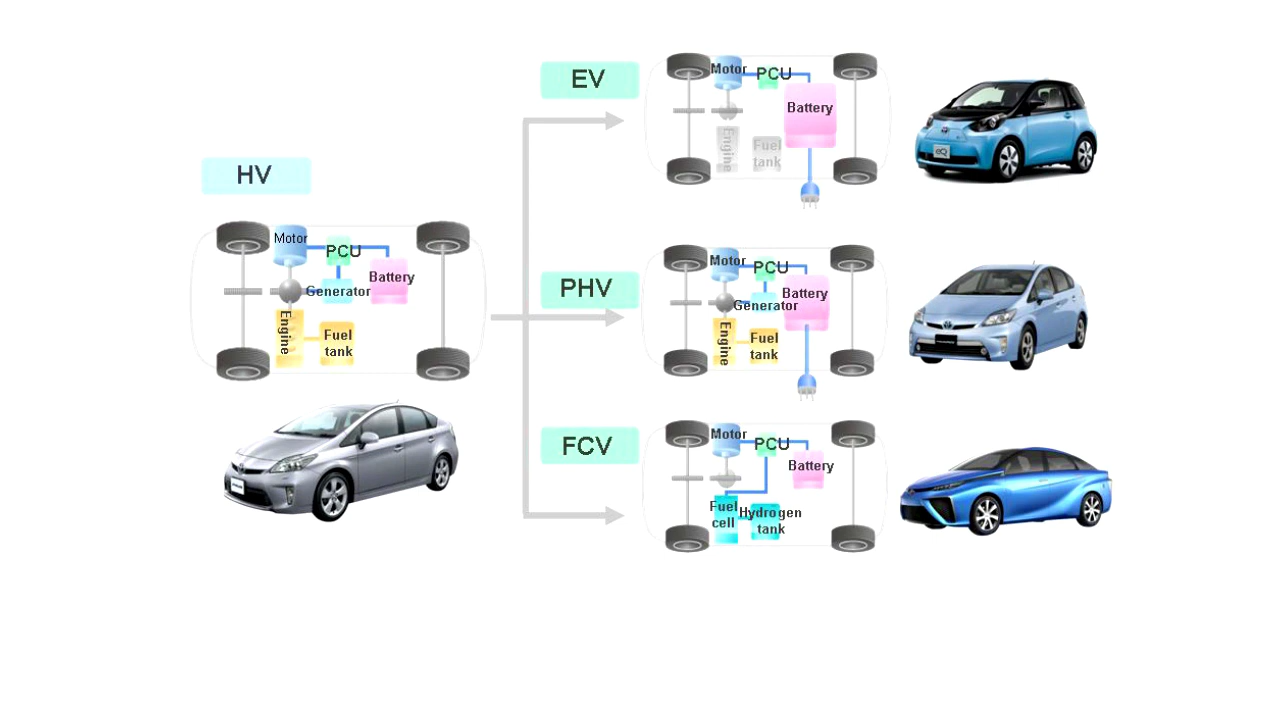 HV
Motor
PCU
Battery
Generator
Engine
Fuel
tank
EV
Motor
PCU
Battery
Engine
Fuel
tank
eQ
PHV
Motor
PCU
Battery
Generator
Engine
Fuel
tank
FCV
Motor
PCU
Battery
Fuel
cell
Hydrogen
tank